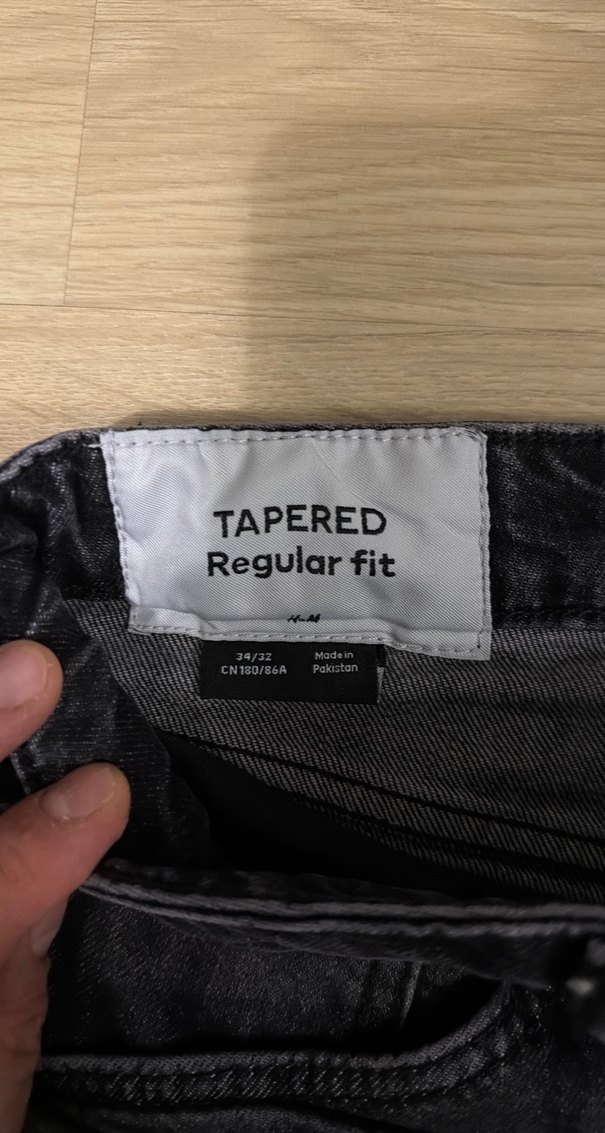 TAPERED
Regular fit
34/32
CN180/86A
Made in
Pakistan